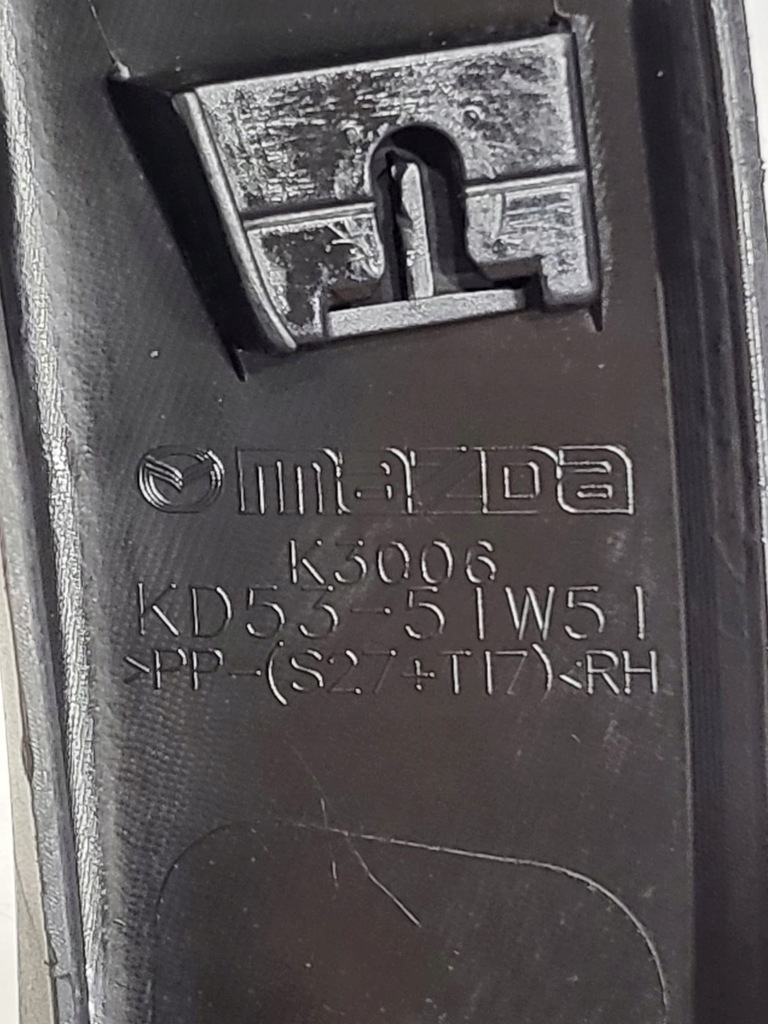 mazda
K3006
KD53-51W51
>PP-(S27+T17)<RH